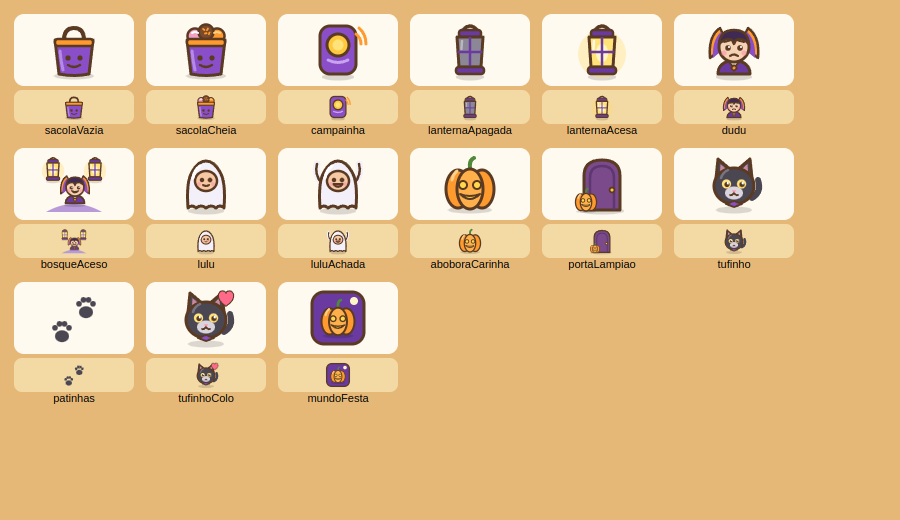 sacolaVazia
sacolaCheia
campainha
lanternaApagada
lanternaAcesa
dudu
bosqueAceso
lulu
luluAchada
aboboraCarinha
portaLampiao
tufinho
patinhas
tufinhoColo
mundoFesta